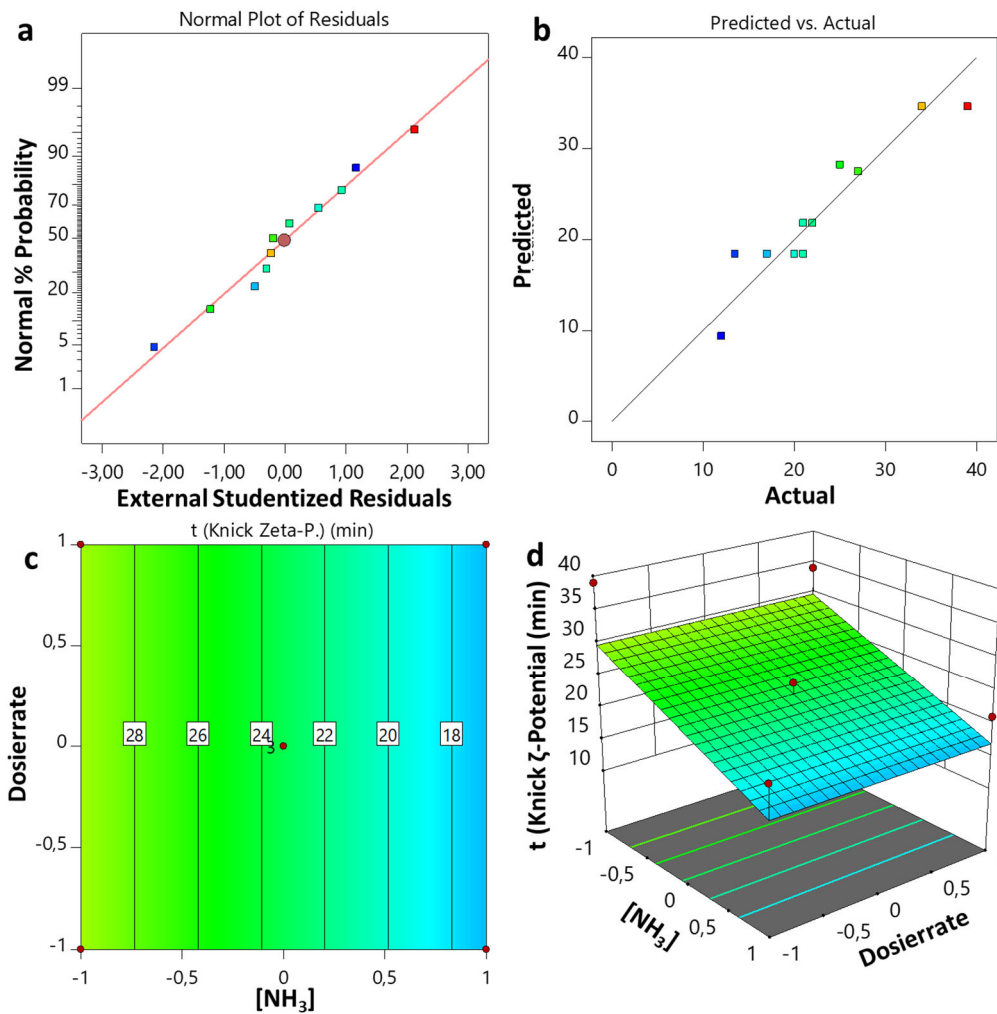 a
Normal Plot of Residuals
Normal % Probability
99
90
70
50
20
5
1
-3,00 -2,00 -1,00 0,00 1,00 2,00 3,00
External Studentized Residuals
b
Predicted vs. Actual
Predicted
40
30
20
10
0
0 10 20 30 40
Actual
c
t (Knick Zeta-P.) (min)
Dosierrate
1
0,5
0
-0,5
-1
28 26 24 22 20 18
3
-1 -0,5 0 0,5 1
[NH₃]
d
t (Knick ζ-Potential) (min)
40
35
30
25
20
15
10
-1
-0,5
0
0,5
1
[NH₃]
-1
-0,5
0
0,5
1
Dosierrate